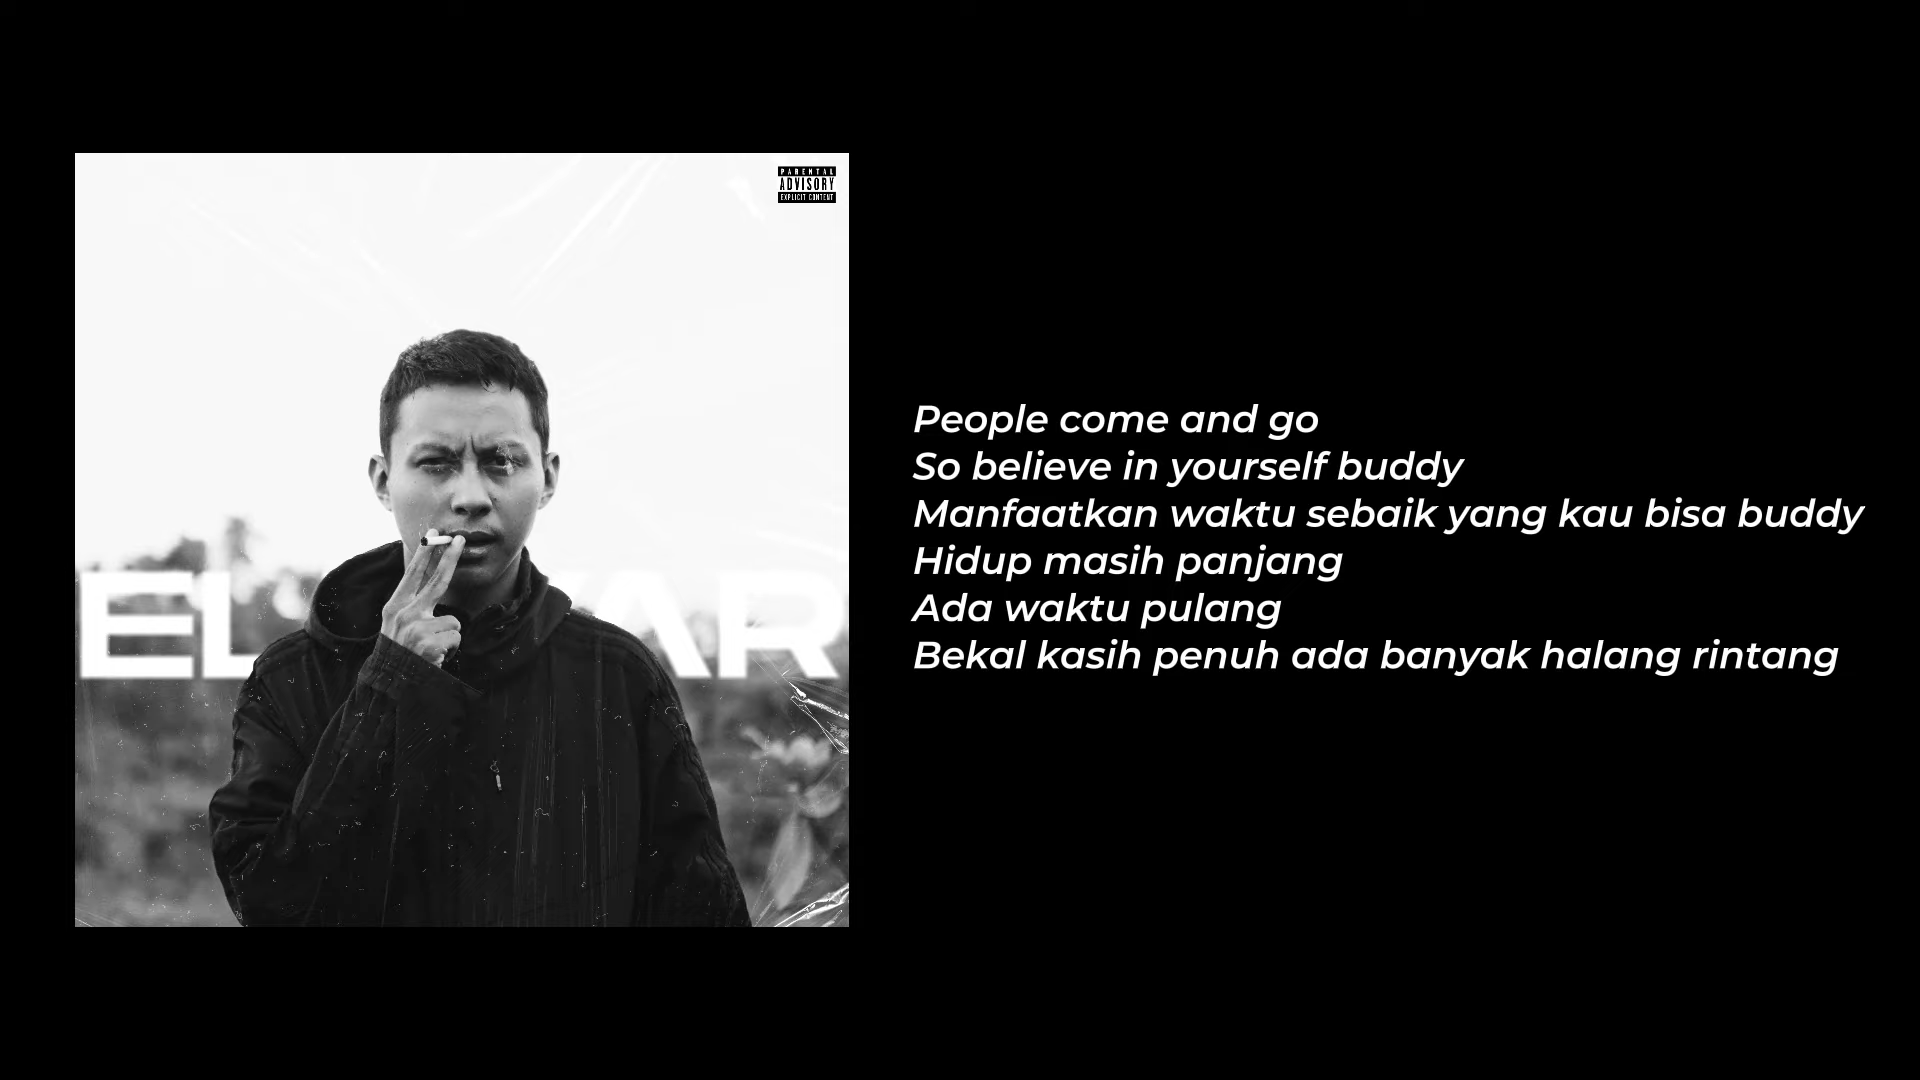 PARENTAL
ADVISORY
EXPLICIT CONTENT
People come and go
So believe in yourself buddy
Manfaatkan waktu sebaik yang kau bisa buddy
Hidup masih panjang
Ada waktu pulang
Bekal kasih penuh ada banyak halang rintang